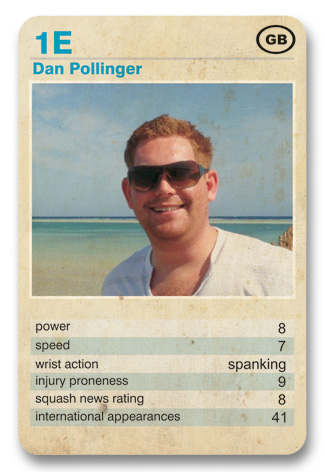 1E GB
Dan Pollinger
power 8
speed 7
wrist action spanking
injury proneness 9
squash news rating 8
international appearances 41